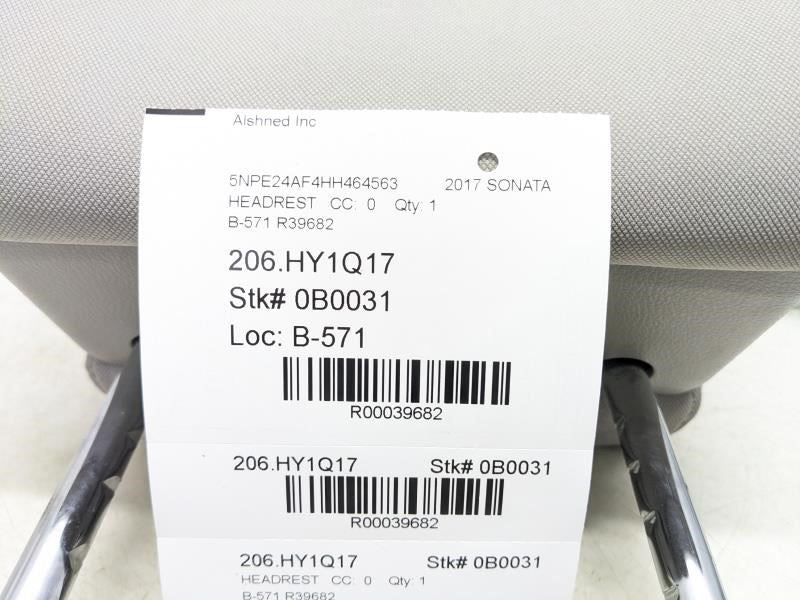 Alshned Inc
5NPE24AF4HH464563 2017 SONATA
HEADREST CC: 0 Qty: 1
B-571 R39682
206.HY1Q17
Stk# 0B0031
Loc: B-571
R00039682
206.HY1Q17 Stk# 0B0031
R00039682
206.HY1Q17 Stk# 0B0031
HEADREST CC: 0 Qty: 1
B-571 R39682